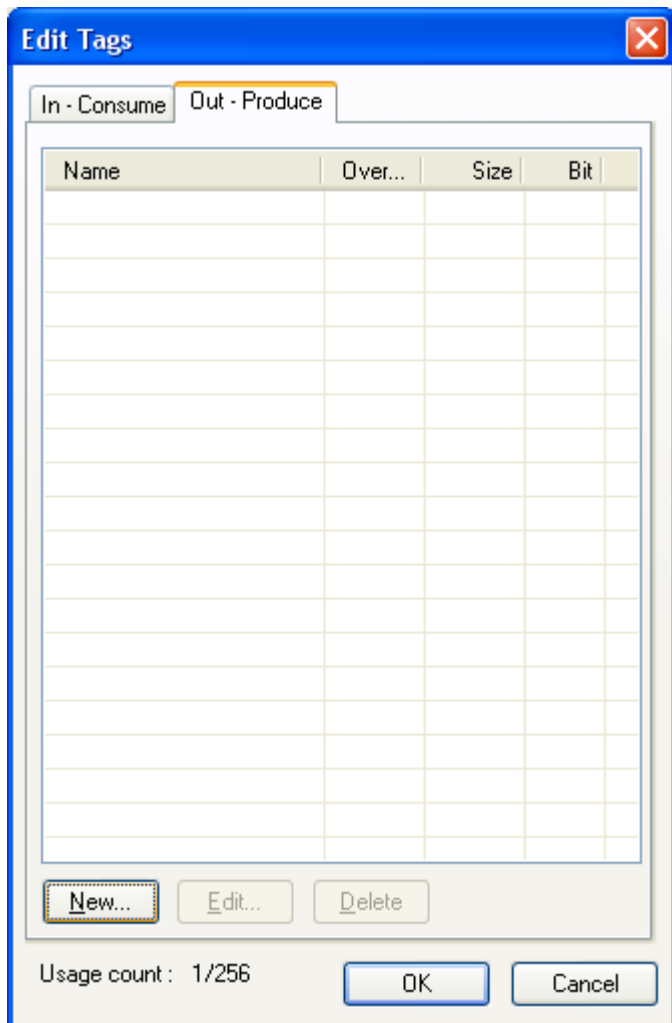 Edit Tags
In - Consume Out - Produce
Name Over... Size Bit
New... Edit... Delete
Usage count : 1/256 OK Cancel